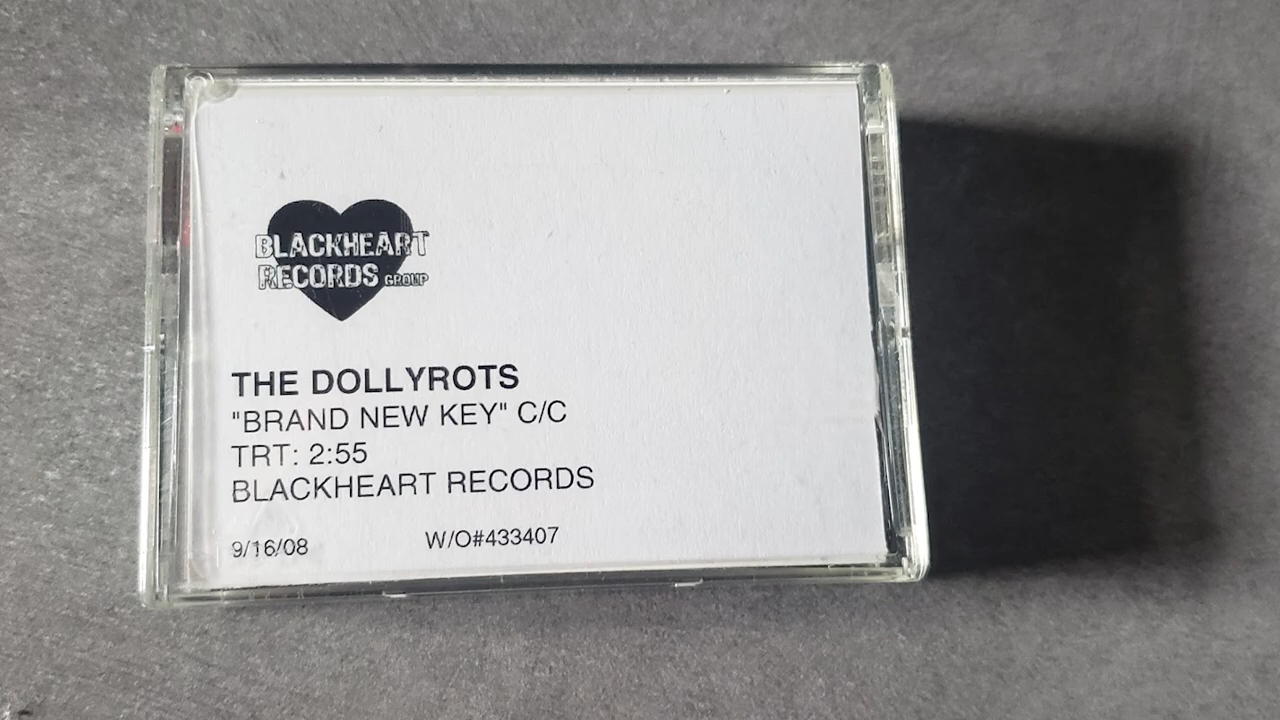 BLACKHEART
RECORDS GROUP
THE DOLLYROTS
"BRAND NEW KEY" C/C
TRT: 2:55
BLACKHEART RECORDS
9/16/08 W/O#433407